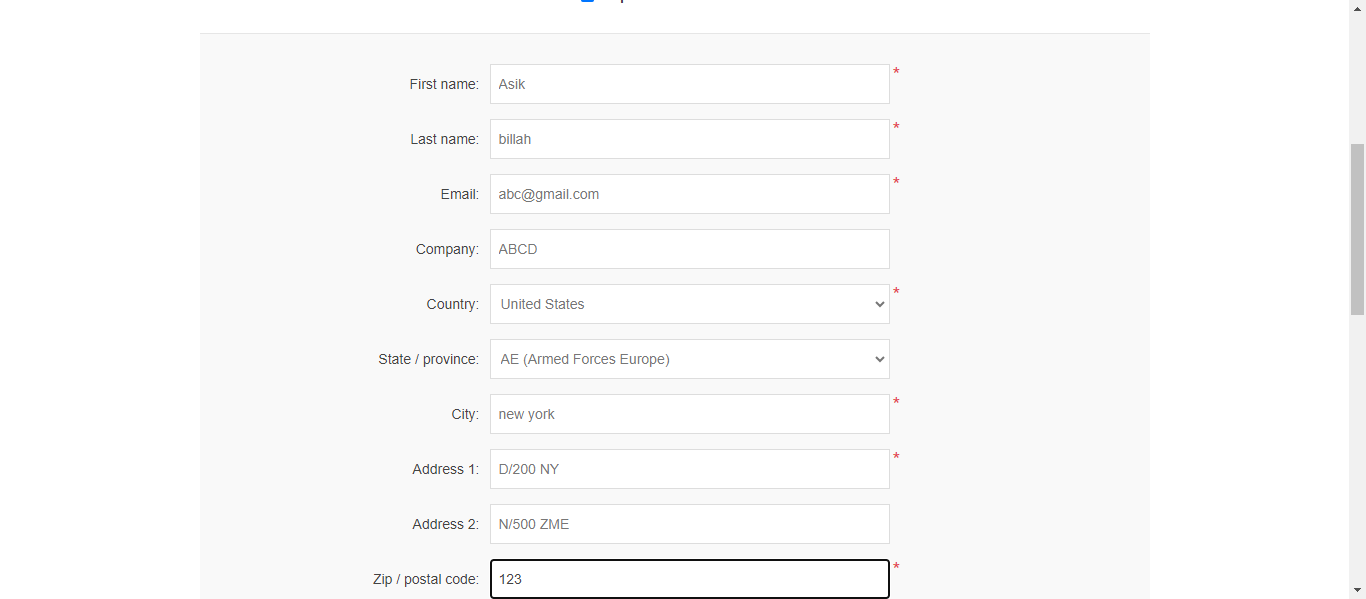 First name: Asik *
Last name: billah *
Email: abc@gmail.com *
Company: ABCD
Country: United States *
State / province: AE (Armed Forces Europe)
City: new york *
Address 1: D/200 NY *
Address 2: N/500 ZME
Zip / postal code: 123 *